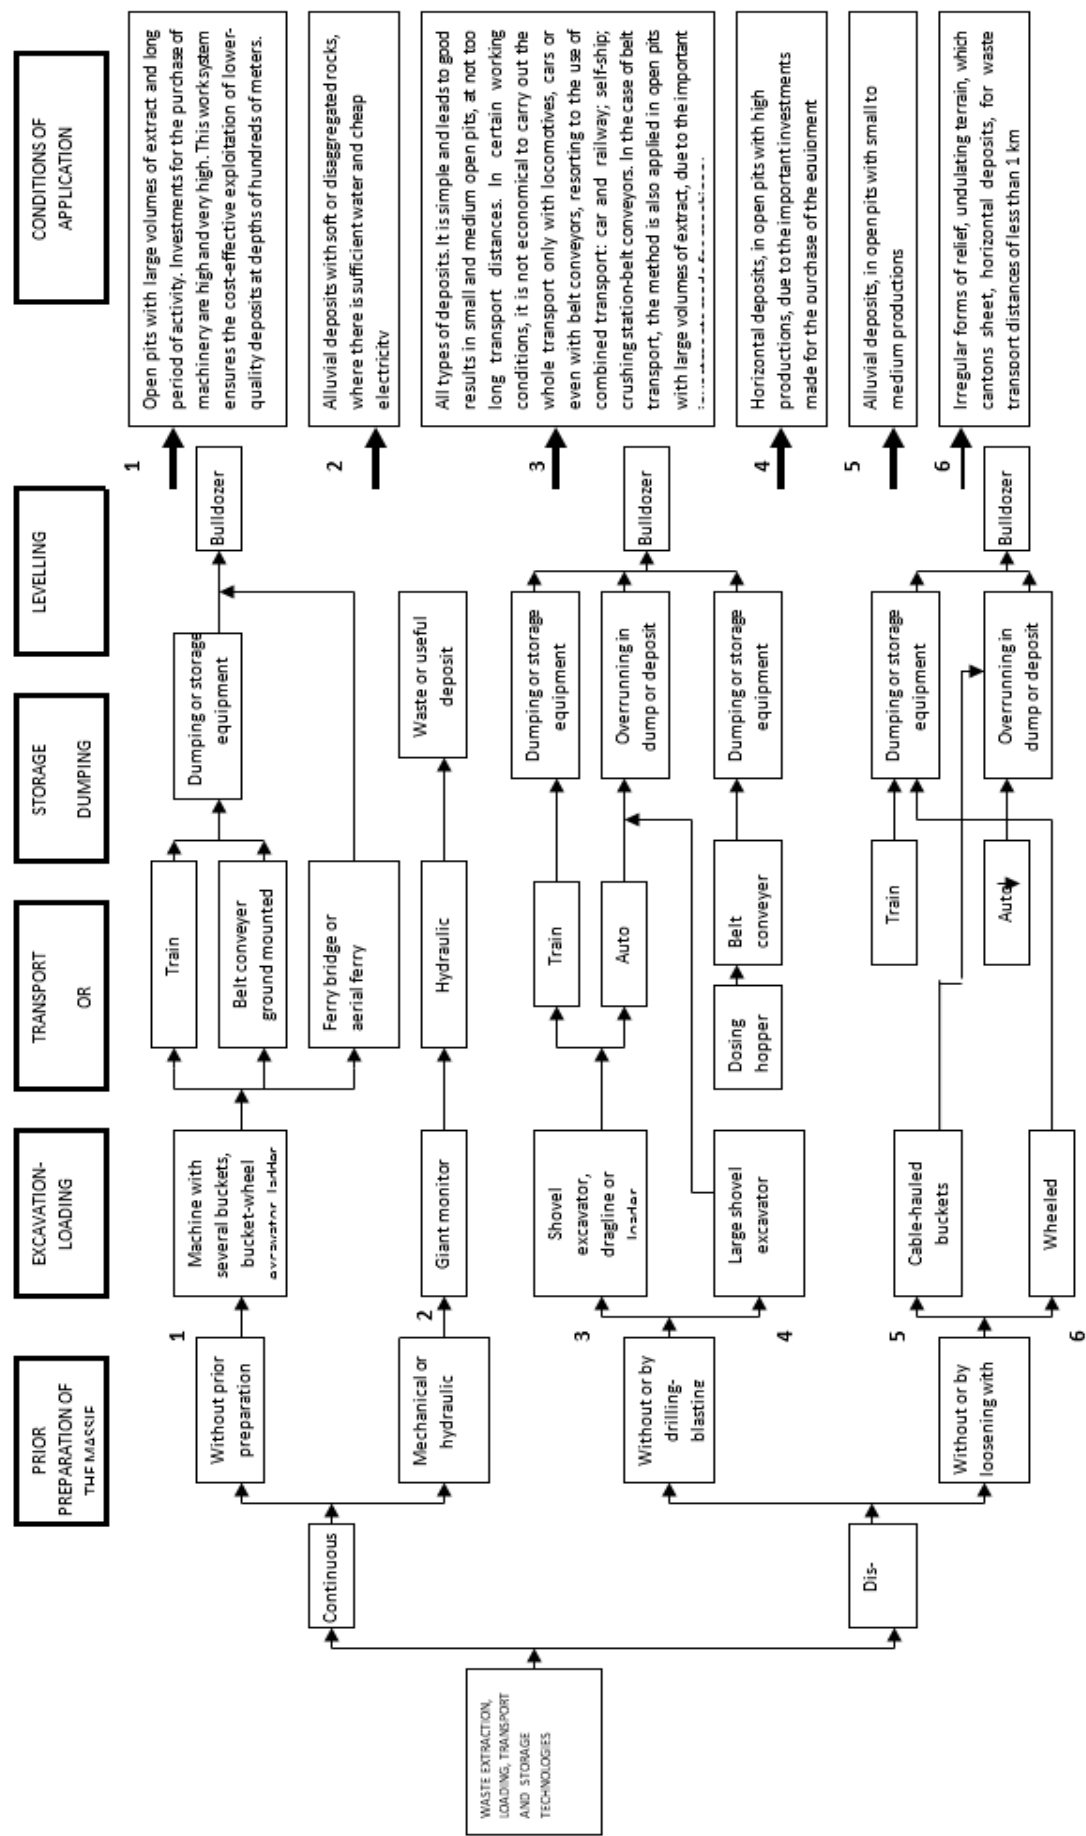 PRIOR
PREPARATION OF
THE MASSIF
EXCAVATION-
LOADING
TRANSPORT
OR
STORAGE
DUMPING
LEVELLING
CONDITIONS OF
APPLICATION
WASTE EXTRACTION,
LOADING, TRANSPORT
AND STORAGE
TECHNOLOGIES
Continuous
Dis-
Without prior
preparation
1
Machine with
several buckets,
bucket-wheel
excavator, ladder
Train
Belt conveyer
ground mounted
Ferry bridge or
aerial ferry
Dumping or storage
equipment
Bulldozer
1
Open pits with large volumes of extract and long
period of activity. Investments for the purchase of
machinery are high and very high. This work system
ensures the cost-effective exploitation of lower-
quality deposits at depths of hundreds of meters.
Mechanical or
hydraulic
2
Giant monitor
Hydraulic
Waste or useful
deposit
2
Alluvial deposits with soft or disaggregated rocks,
where there is sufficient water and cheap
electricity
Without or by
drilling-
blasting
3
Shovel
excavator,
dragline or
loader
Train
Auto
Dumping or storage
equipment
Overrunning in
dump or deposit
4
Large shovel
excavator
Dosing
hopper
Belt
conveyer
Dumping or storage
equipment
Bulldozer
3
All types of deposits. It is simple and leads to good
results in small and medium open pits, at not too
long transport distances. In certain working
conditions, it is not economical to carry out the
whole transport only with locomotives, cars or
even with belt conveyors, resorting to the use of
combined transport: car and railway; self-ship;
crushing station-belt conveyors. In the case of belt
transport, the method is also applied in open pits
with large volumes of extract, due to the important
4
Horizontal deposits, in open pits with high
productions, due to the important investments
made for the purchase of the equipment
Without or by
loosening with
5
Cable-hauled
buckets
6
Wheeled
Train
Auto
Dumping or storage
equipment
Overrunning in
dump or deposit
Bulldozer
5
Alluvial deposits, in open pits with small to
medium productions
6
Irregular forms of relief, undulating terrain, which
cantons sheet, horizontal deposits, for waste
transport distances of less than 1 km